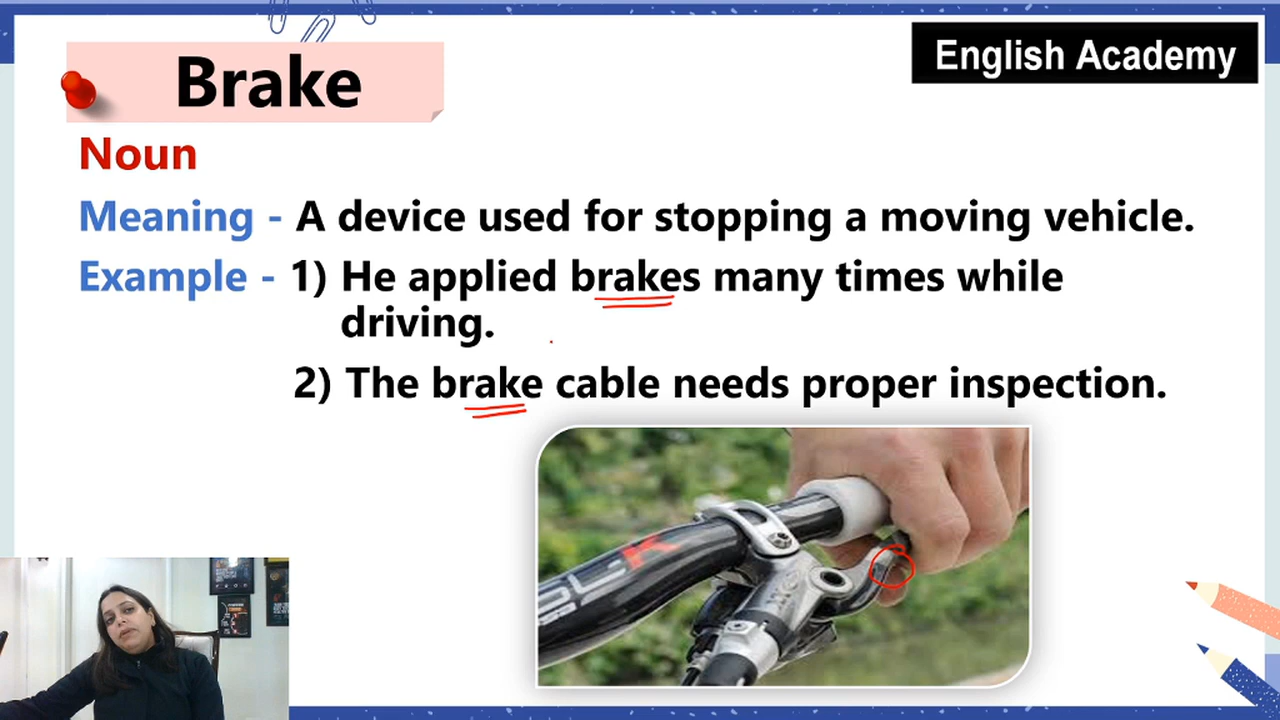 English Academy
Brake
Noun
Meaning - A device used for stopping a moving vehicle.
Example - 1) He applied brakes many times while
driving.
2) The brake cable needs proper inspection.